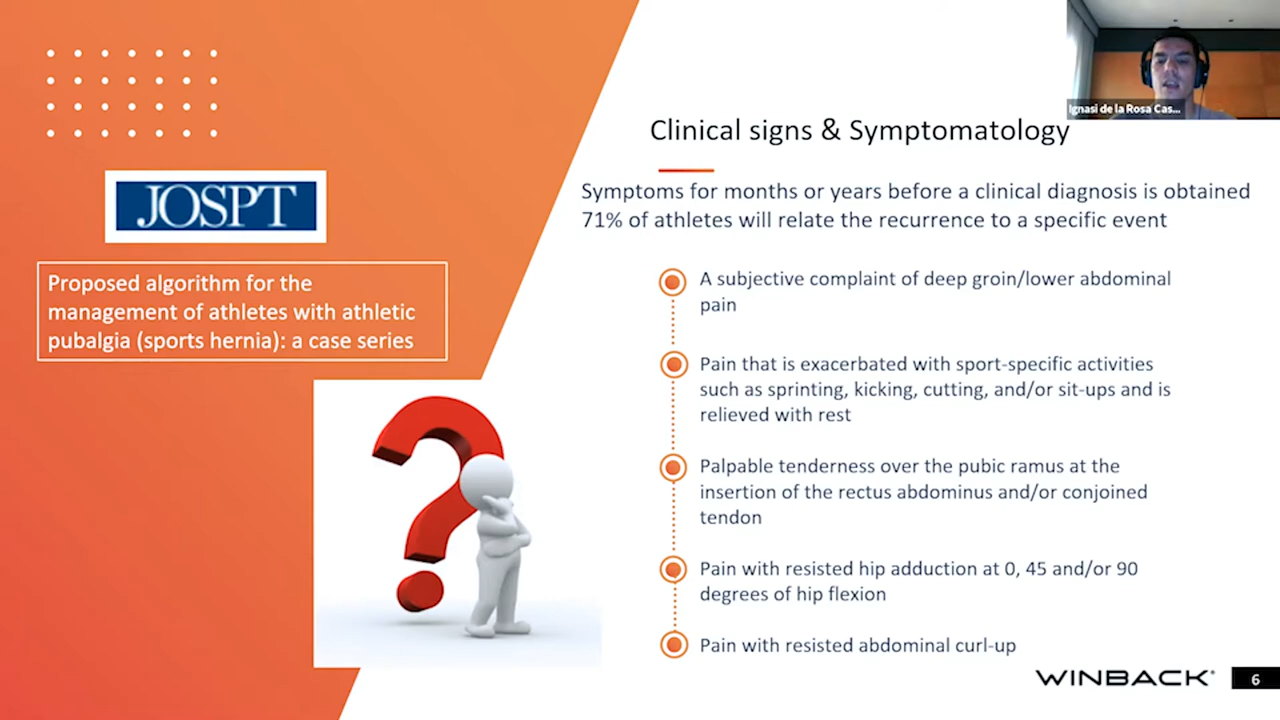 Ignasi de la Rosa Cas...
Clinical signs & Symptomatology
JOSPT
Symptoms for months or years before a clinical diagnosis is obtained
71% of athletes will relate the recurrence to a specific event
Proposed algorithm for the
management of athletes with athletic
pubalgia (sports hernia): a case series
A subjective complaint of deep groin/lower abdominal
pain
Pain that is exacerbated with sport-specific activities
such as sprinting, kicking, cutting, and/or sit-ups and is
relieved with rest
Palpable tenderness over the pubic ramus at the
insertion of the rectus abdominus and/or conjoined
tendon
Pain with resisted hip adduction at 0, 45 and/or 90
degrees of hip flexion
Pain with resisted abdominal curl-up
WINBACK
6